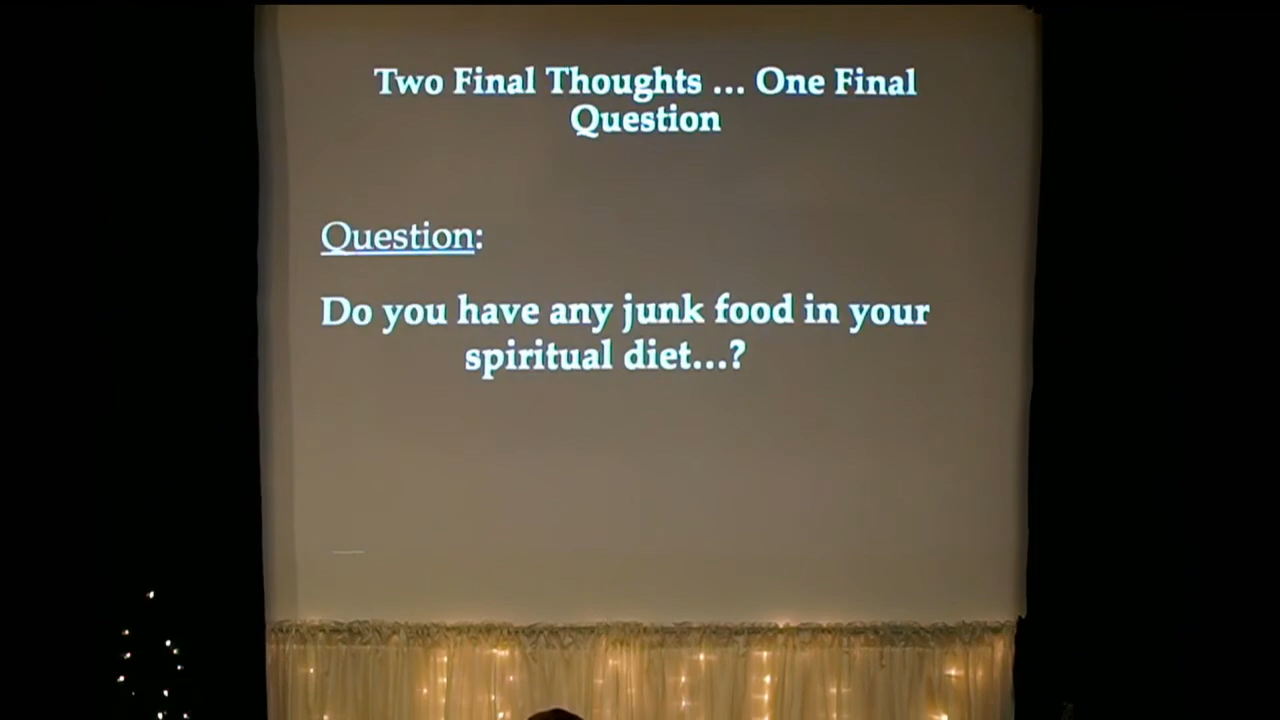 Two Final Thoughts ... One Final
Question
Question:
Do you have any junk food in your
spiritual diet...?